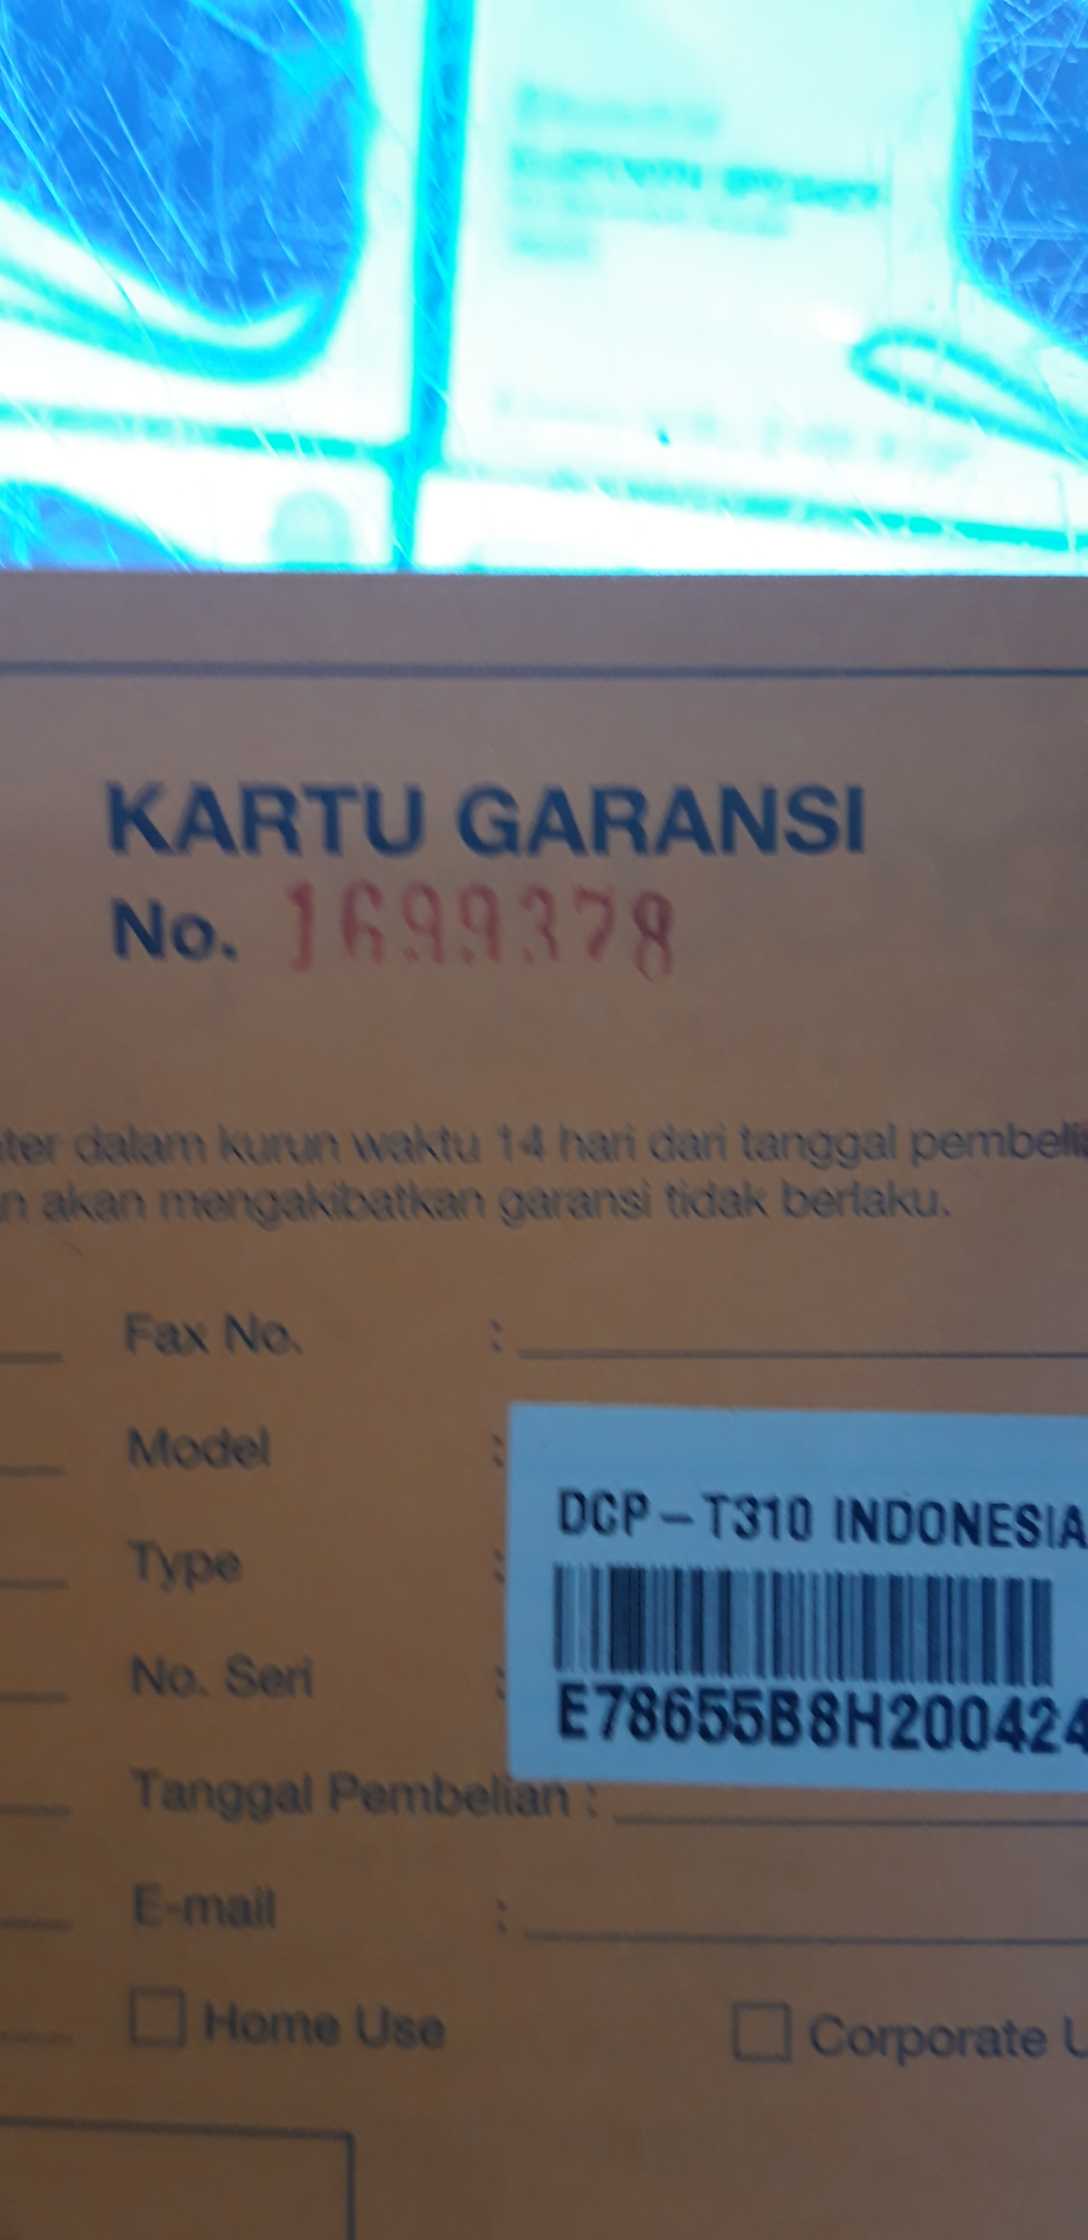 KARTU GARANSI
No. 1699378
ter dalam kurun waktu 14 hari dari tanggal pembelia
n akan mengakibatkan garansi tidak berlaku.
Fax No. :
Model :
DCP-T310 INDONESIA
Type :
No. Seri :
E78655B8H200424
Tanggal Pembelian :
E-mail :
Home Use
Corporate U